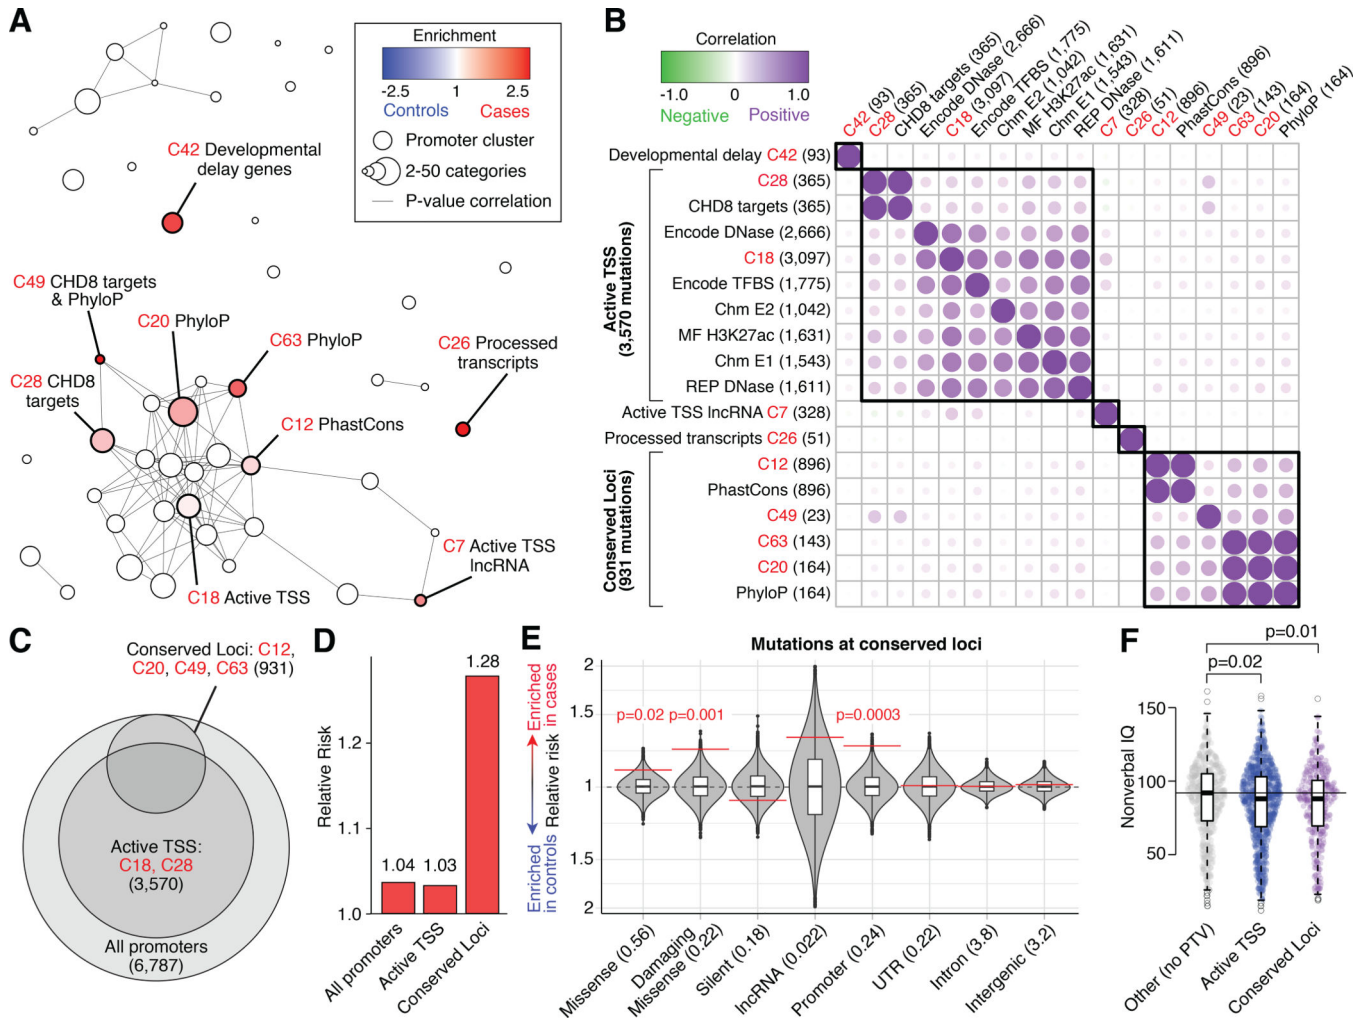 A
Enrichment
-2.5 1 2.5
Controls Cases
Promoter cluster
2-50 categories
P-value correlation
C42 Developmental
delay genes
C49 CHD8 targets
& PhyloP
C20 PhyloP
C63 PhyloP
C26 Processed
transcripts
C28 CHD8
targets
C12 PhastCons
C7 Active TSS
lncRNA
C18 Active TSS
B
Correlation
-1.0 0 1.0
Negative Positive
C42 (93)
C28 (365)
CHD8 targets (365)
Encode DNase (2,666)
C18 (3,097)
Encode TFBS (1,775)
Chm E2 (1,042)
MF H3K27ac (1,631)
Chm E1 (1,543)
REP DNase (1,611)
C7 (328)
C26 (51)
C12 (896)
PhastCons (896)
C49 (23)
C63 (143)
C20 (164)
PhyloP (164)
Developmental delay C42 (93)
C28 (365)
CHD8 targets (365)
Encode DNase (2,666)
C18 (3,097)
Encode TFBS (1,775)
Chm E2 (1,042)
MF H3K27ac (1,631)
Chm E1 (1,543)
REP DNase (1,611)
Active TSS lncRNA C7 (328)
Processed transcripts C26 (51)
C12 (896)
PhastCons (896)
C49 (23)
C63 (143)
C20 (164)
PhyloP (164)
Active TSS
(3,570 mutations)
Conserved Loci
(931 mutations)
C
Conserved Loci: C12,
C20, C49, C63 (931)
Active TSS:
C18, C28
(3,570)
All promoters
(6,787)
D
Relative Risk
1.2
1.1
1.0
1.04
1.03
1.28
All promoters
Active TSS
Conserved Loci
E
Mutations at conserved loci
Enriched
in cases
Relative risk
Enriched
in controls
2
1.5
1
1.5
2
p=0.02
p=0.001
p=0.0003
Missense (0.56)
Damaging
Missense (0.22)
Silent (0.18)
lncRNA (0.022)
Promoter (0.24)
UTR (0.22)
Intron (3.8)
Intergenic (3.2)
F
p=0.01
p=0.02
Nonverbal IQ
150
100
50
Other (no PTV)
Active TSS
Conserved Loci